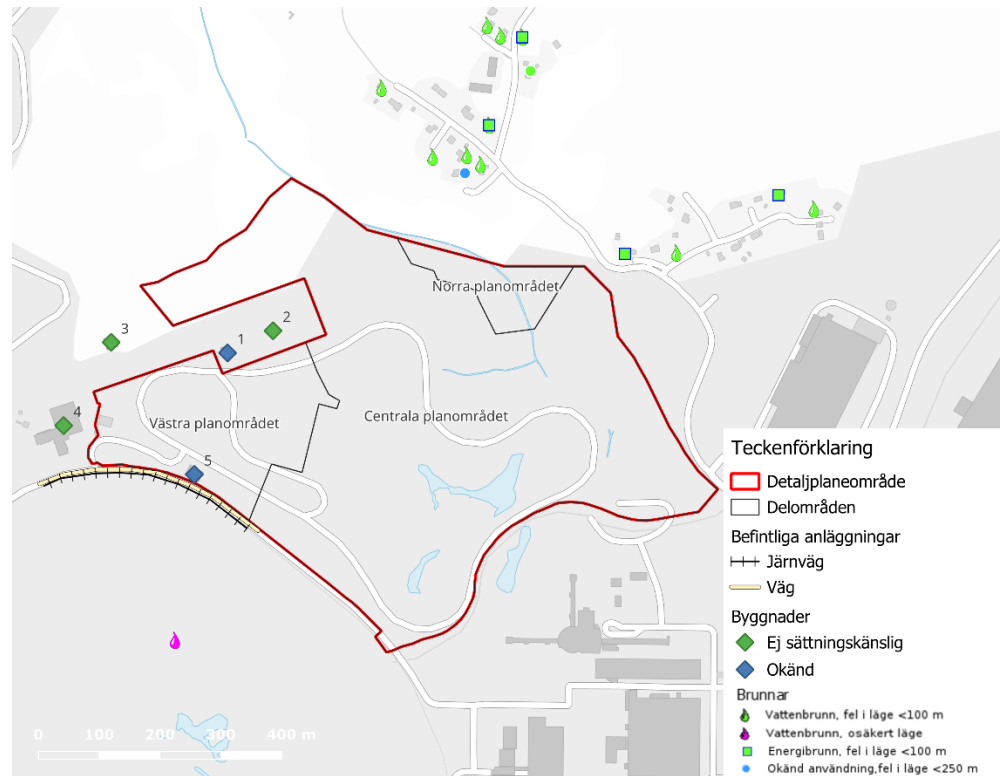 Norra planområdet
2
3
1
4
Västra planområdet
Centrala planområdet
5
Teckenförklaring
Detaljplaneområde
Delområden
Befintliga anläggningar
Järnväg
Väg
Byggnader
Ej sättningskänslig
Okänd
Brunnar
Vattenbrunn, fel i läge <100 m
Vattenbrunn, osäkert läge
Energibrunn, fel i läge <100 m
Okänd användning,fel i läge <250 m
0 100 200 300 400 m